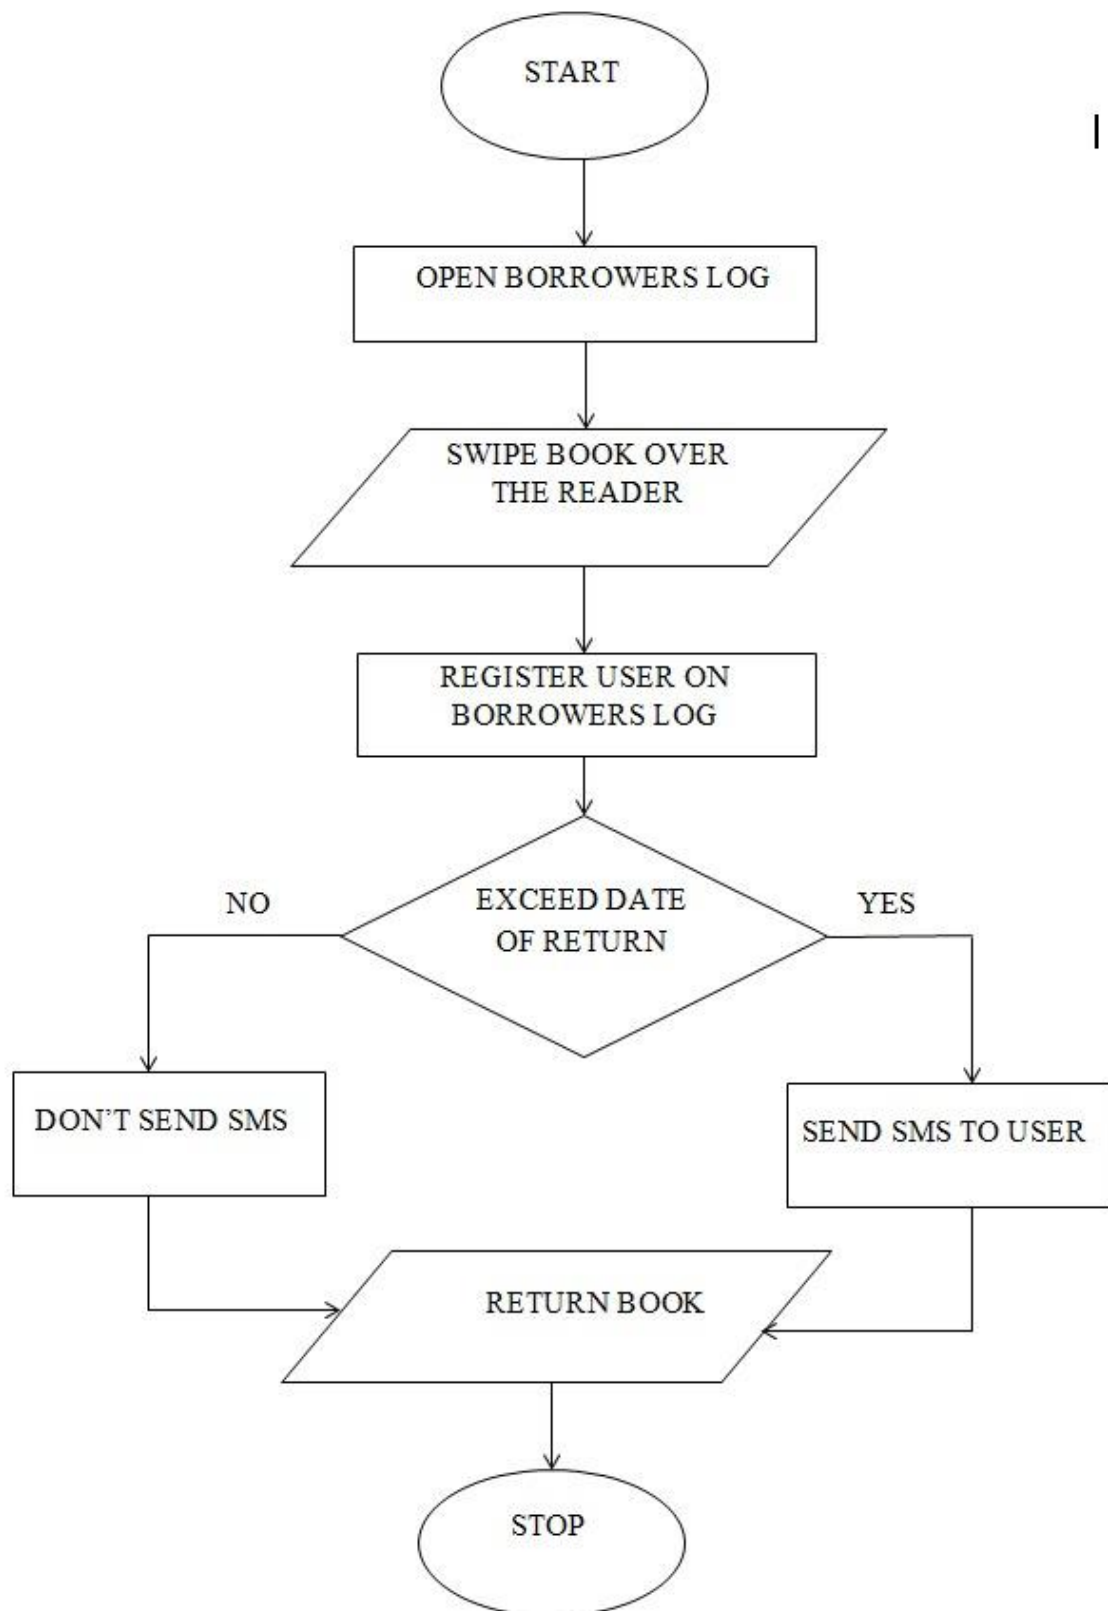 START
OPEN BORROWERS LOG
SWIPE BOOK OVER
THE READER
REGISTER USER ON
BORROWERS LOG
NO
EXCEED DATE
OF RETURN
YES
DON’T SEND SMS
SEND SMS TO USER
RETURN BOOK
STOP